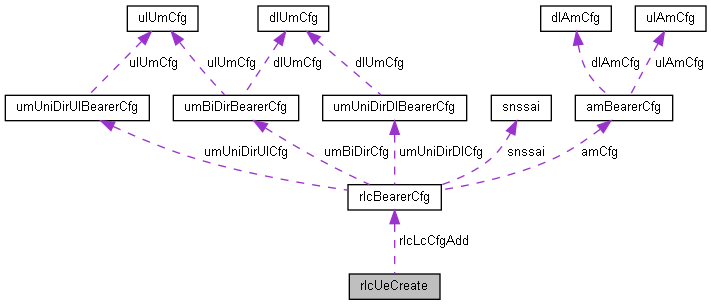 ulUmCfg dlUmCfg dlAmCfg ulAmCfg
ulUmCfg ulUmCfg dlUmCfg dlUmCfg dlAmCfg ulAmCfg
umUniDirUlBearerCfg umBiDirBearerCfg umUniDirDlBearerCfg snssai amBearerCfg
umUniDirUlCfg umBiDirCfg umUniDirDlCfg snssai amCfg
rlcBearerCfg
rlcLcCfgAdd
rlcUeCreate